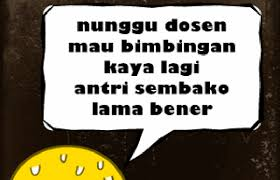 nunggu dosen
mau bimbingan
kaya lagi
antri sembako
lama bener